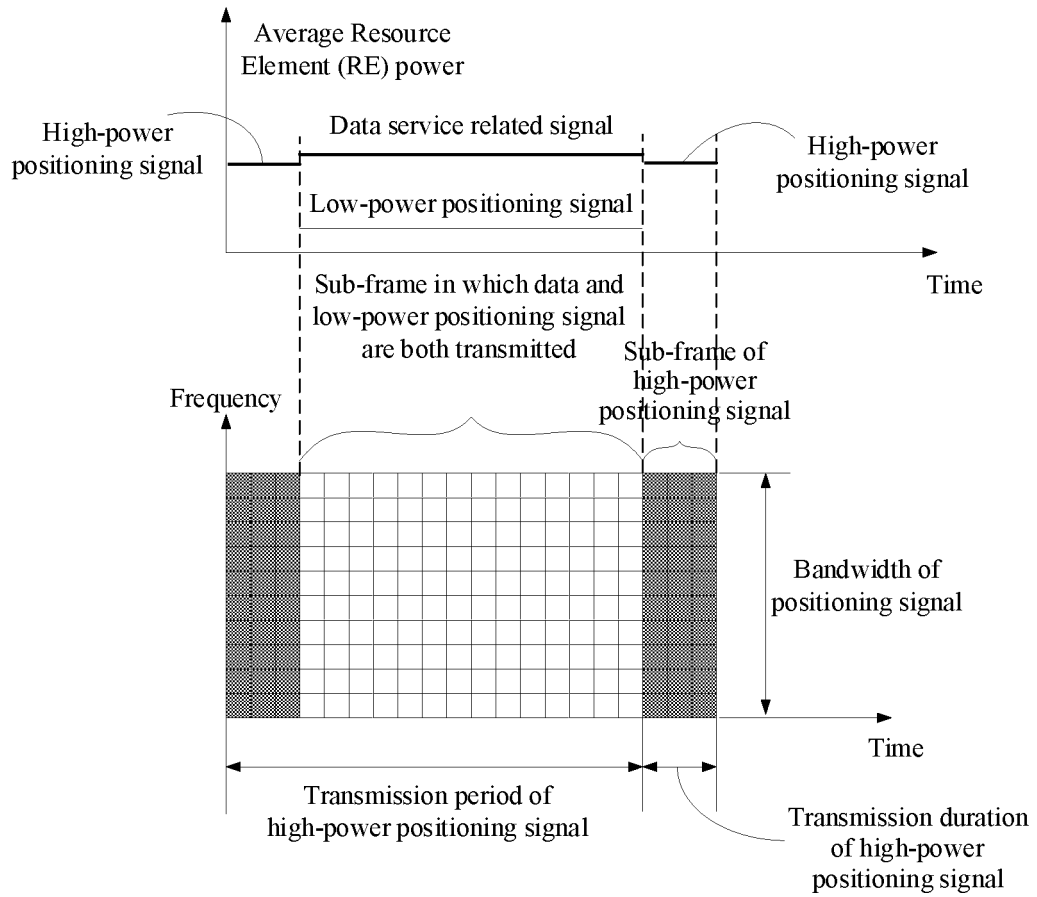 Average Resource
Element (RE) power
High-power
positioning signal
Data service related signal
High-power
positioning signal
Low-power positioning signal
Time
Sub-frame in which data and
low-power positioning signal
are both transmitted
Sub-frame of
high-power
positioning signal
Frequency
Bandwidth of
positioning signal
Time
Transmission period of
high-power positioning signal
Transmission duration
of high-power
positioning signal